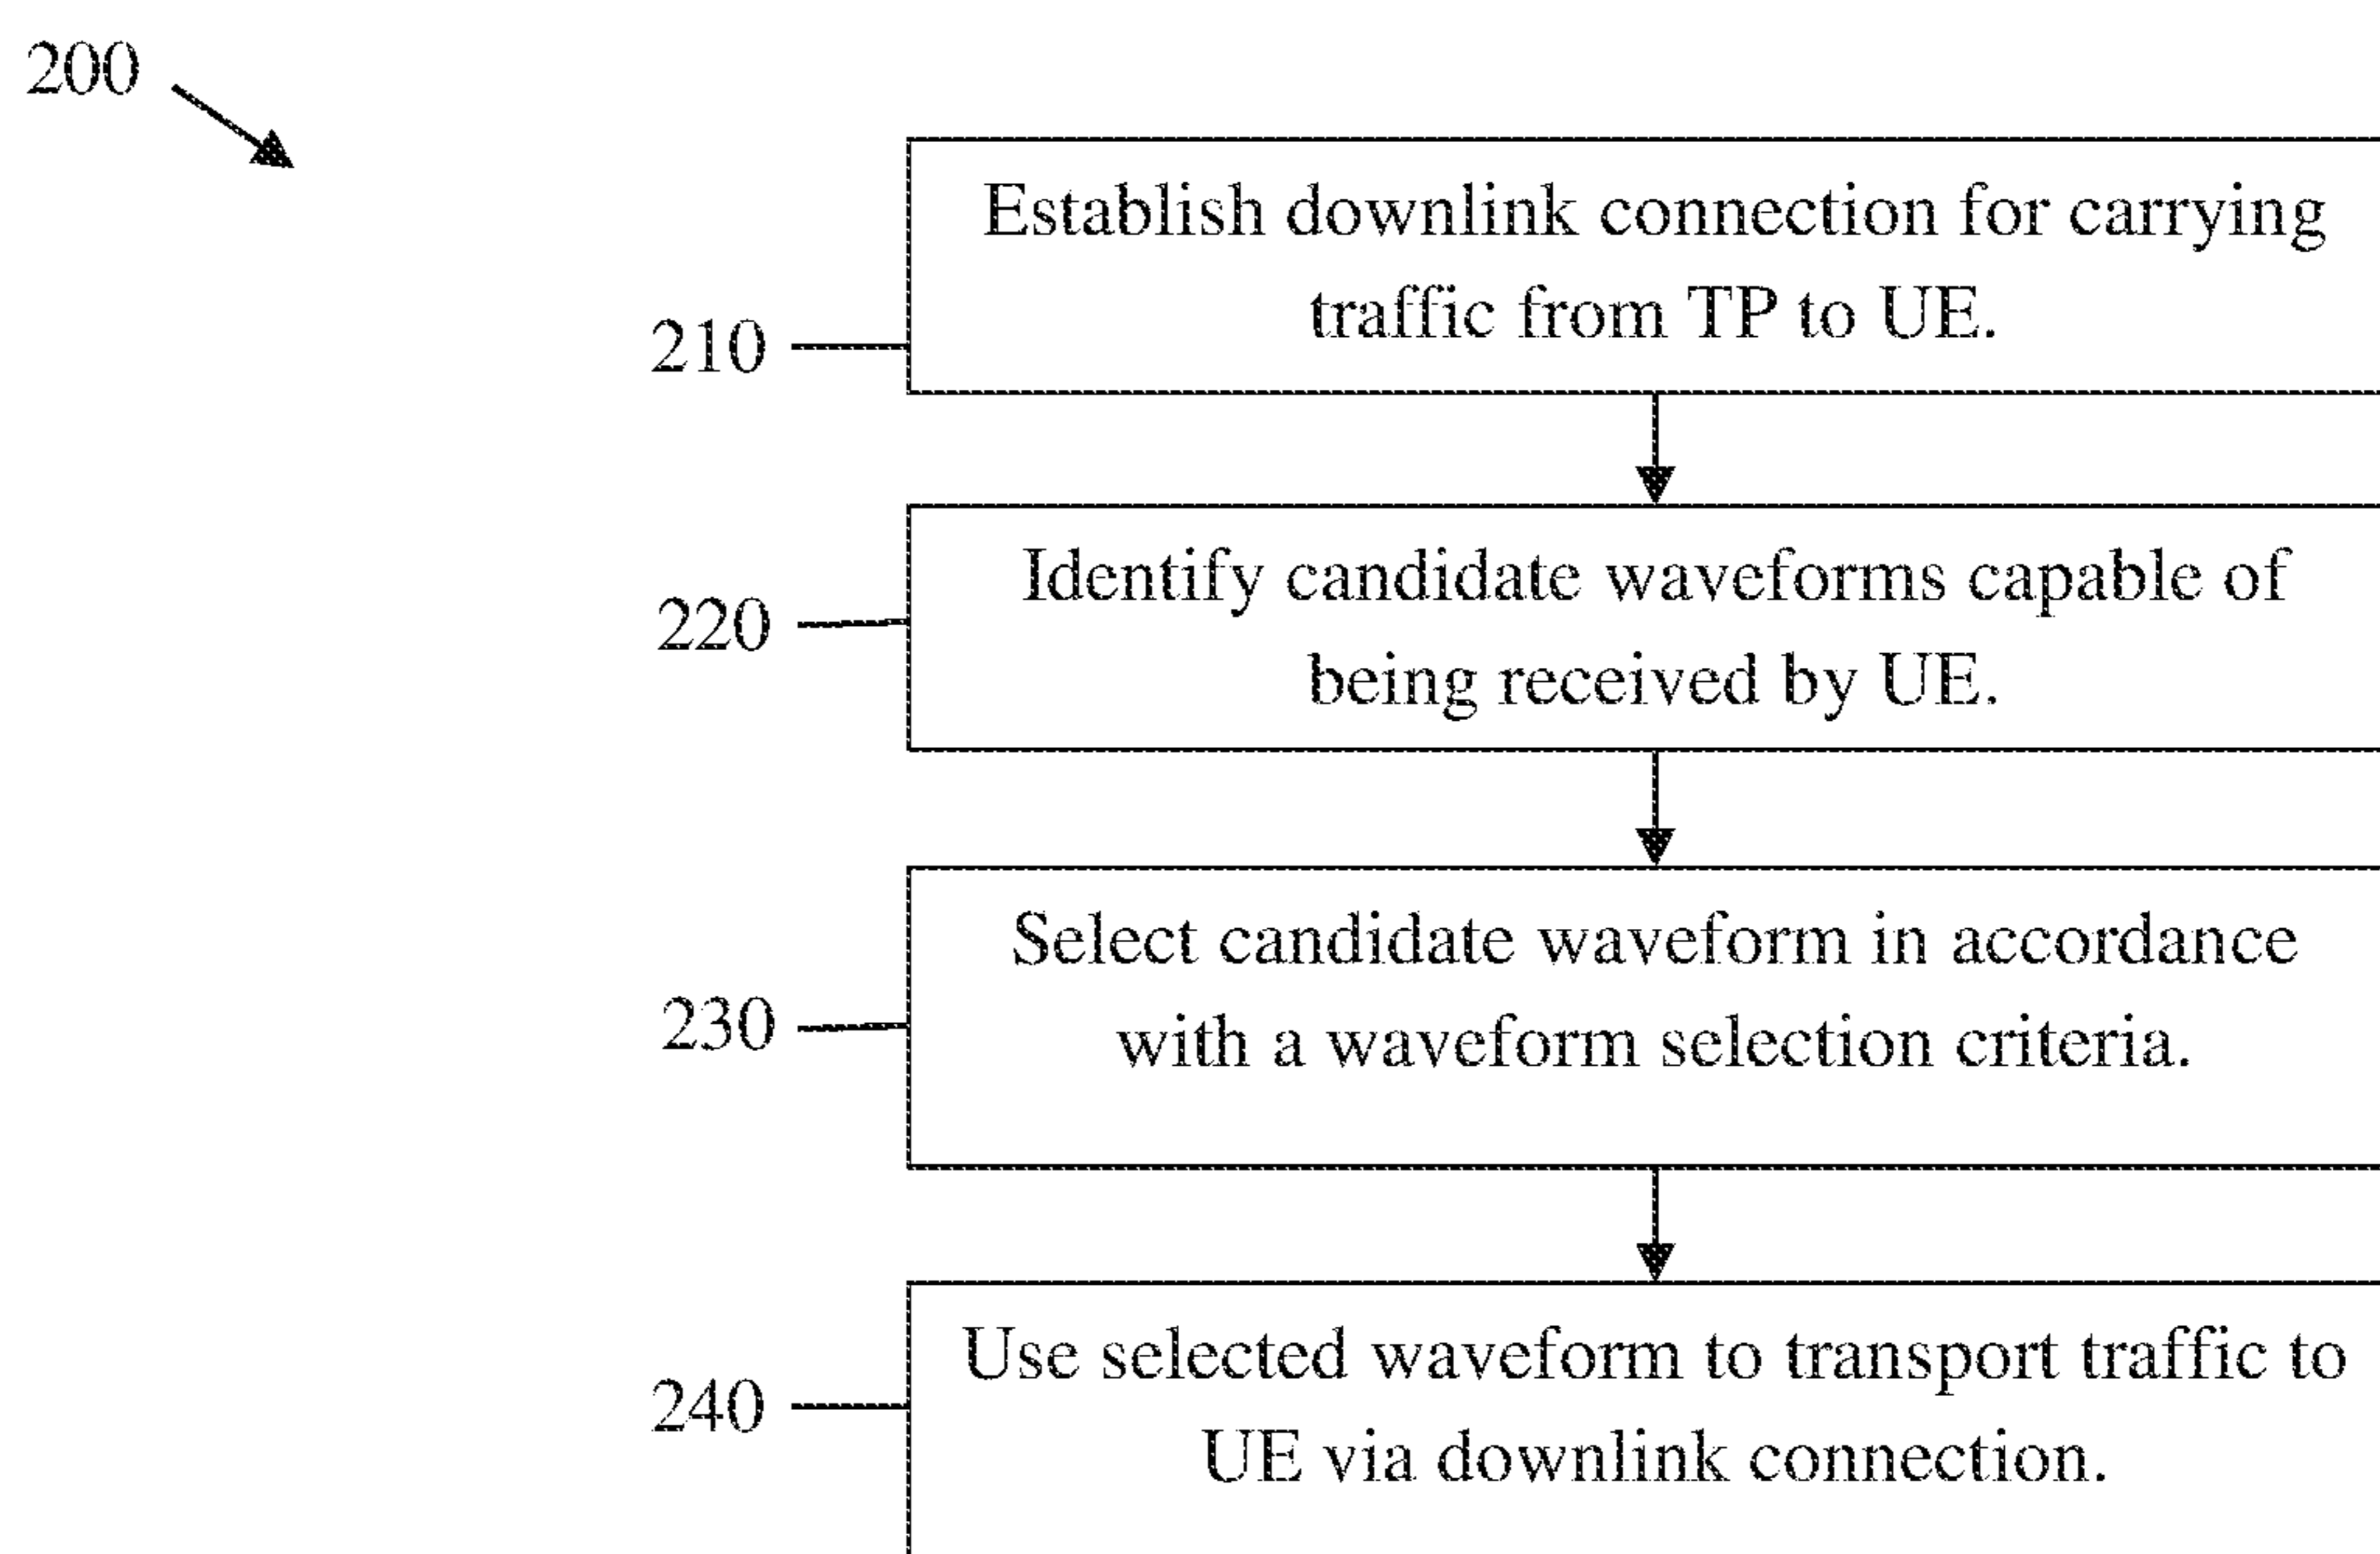 200
Establish downlink connection for carrying
traffic from TP to UE.
210
Identify candidate waveforms capable of
being received by UE.
220
Select candidate waveform in accordance
with a waveform selection criteria.
230
Use selected waveform to transport traffic to
UE via downlink connection.
240